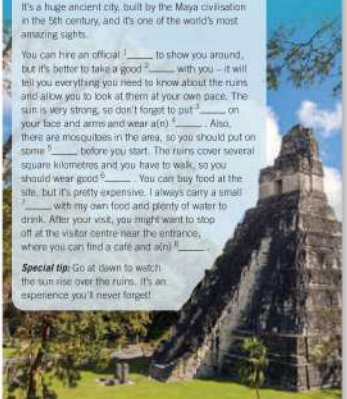 It's a huge ancient city, built by the Maya civilisation
in the 5th century, and it's one of the world's most
amazing sights.
You can hire an official 1____ to show you around,
but it's better to take a good 2____ with you – it will
tell you everything you need to know about the ruins
and allow you to look at them at your own pace. The
sun is very strong, so don't forget to put 3____ on
your face and arms and wear a(n) 4____. Also,
there are mosquitoes in the area, so you should put on
some 5____ before you start. The ruins cover several
square kilometres and you have to walk, so you
should wear good 6____. You can buy food at the
site, but it's pretty expensive. I always carry a small
7____ with my own food and plenty of water to
drink. After your visit, you might want to stop
off at the visitor centre near the entrance,
where you can find a café and a(n) 8____.
Special tip: Go at dawn to watch
the sun rise over the ruins. It's an
experience you'll never forget!